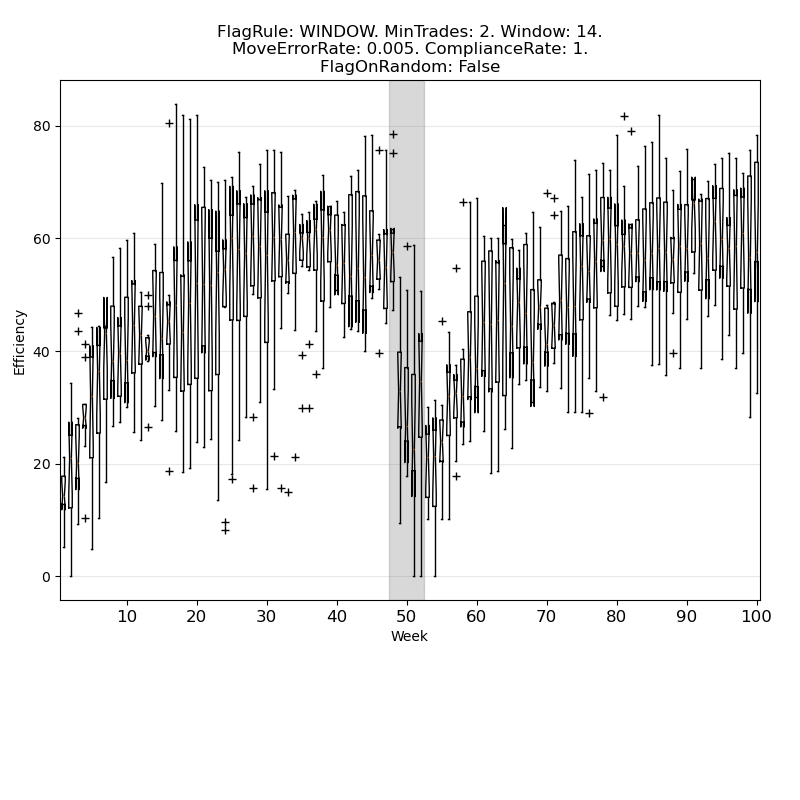 FlagRule: WINDOW. MinTrades: 2. Window: 14.
MoveErrorRate: 0.005. ComplianceRate: 1.
FlagOnRandom: False
80
60
40
20
0
Efficiency
10 20 30 40 50 60 70 80 90 100
Week